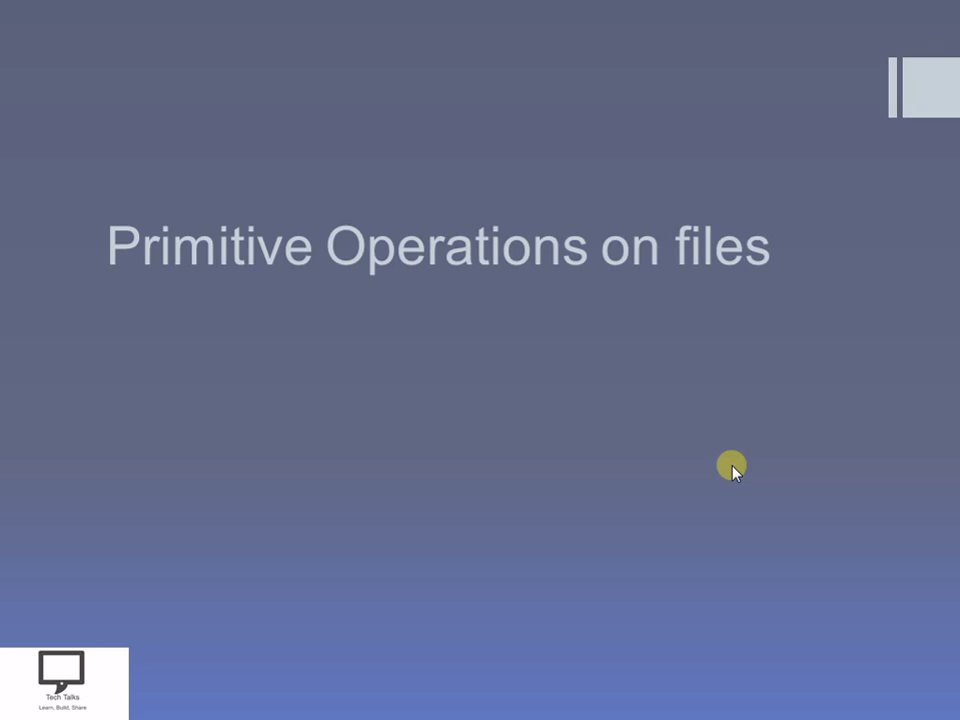 Primitive Operations on files
Tech Talks
Learn, Build, Share